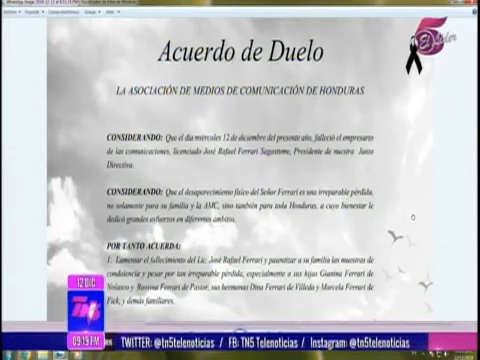 Acuerdo de Duelo
LA ASOCIACIÓN DE MEDIOS DE COMUNICACIÓN DE HONDURAS
CONSIDERANDO: Que el día miércoles 12 de diciembre del presente año, falleció el empresario
de las comunicaciones, licenciado José Rafael Ferrari Sagastume, Presidente de nuestra Junta
Directiva.
CONSIDERANDO: Que el desaparecimiento físico del Señor Ferrari es una irreparable pérdida,
no solamente para su familia y la AMC, sino también para toda Honduras, a cuyo bienestar le
dedicó grandes esfuerzos en diferentes ámbitos.
POR TANTO ACUERDA:
1. Lamentar el fallecimiento del Lic. José Rafael Ferrari y patentizar a su familia las muestras de
condolencia y pesar por tan irreparable pérdida, especialmente a sus hijas Gianina Ferrari de
Nolasco y Rossina Ferrari de Pastor, sus hermanas Dina Ferrari de Villeda y Marcela Ferrari de
Fick, y demás familiares.
5
El líder
12 DIC
TN5
09:19 PM
TWITTER: @tn5telenoticias / FB: TN5 Telenoticias / Instagram: @tn5telenoticias